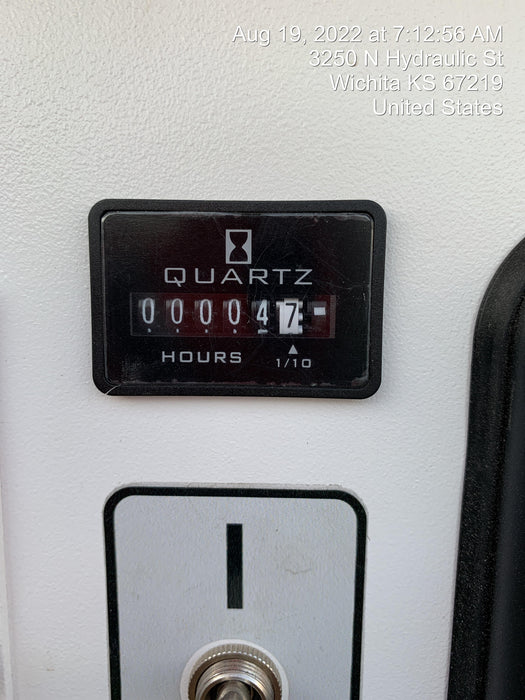 Aug 19, 2022 at 7:12:56 AM
3250 N Hydraulic St
Wichita KS 67219
United States
QUARTZ
000047
HOURS 1/10